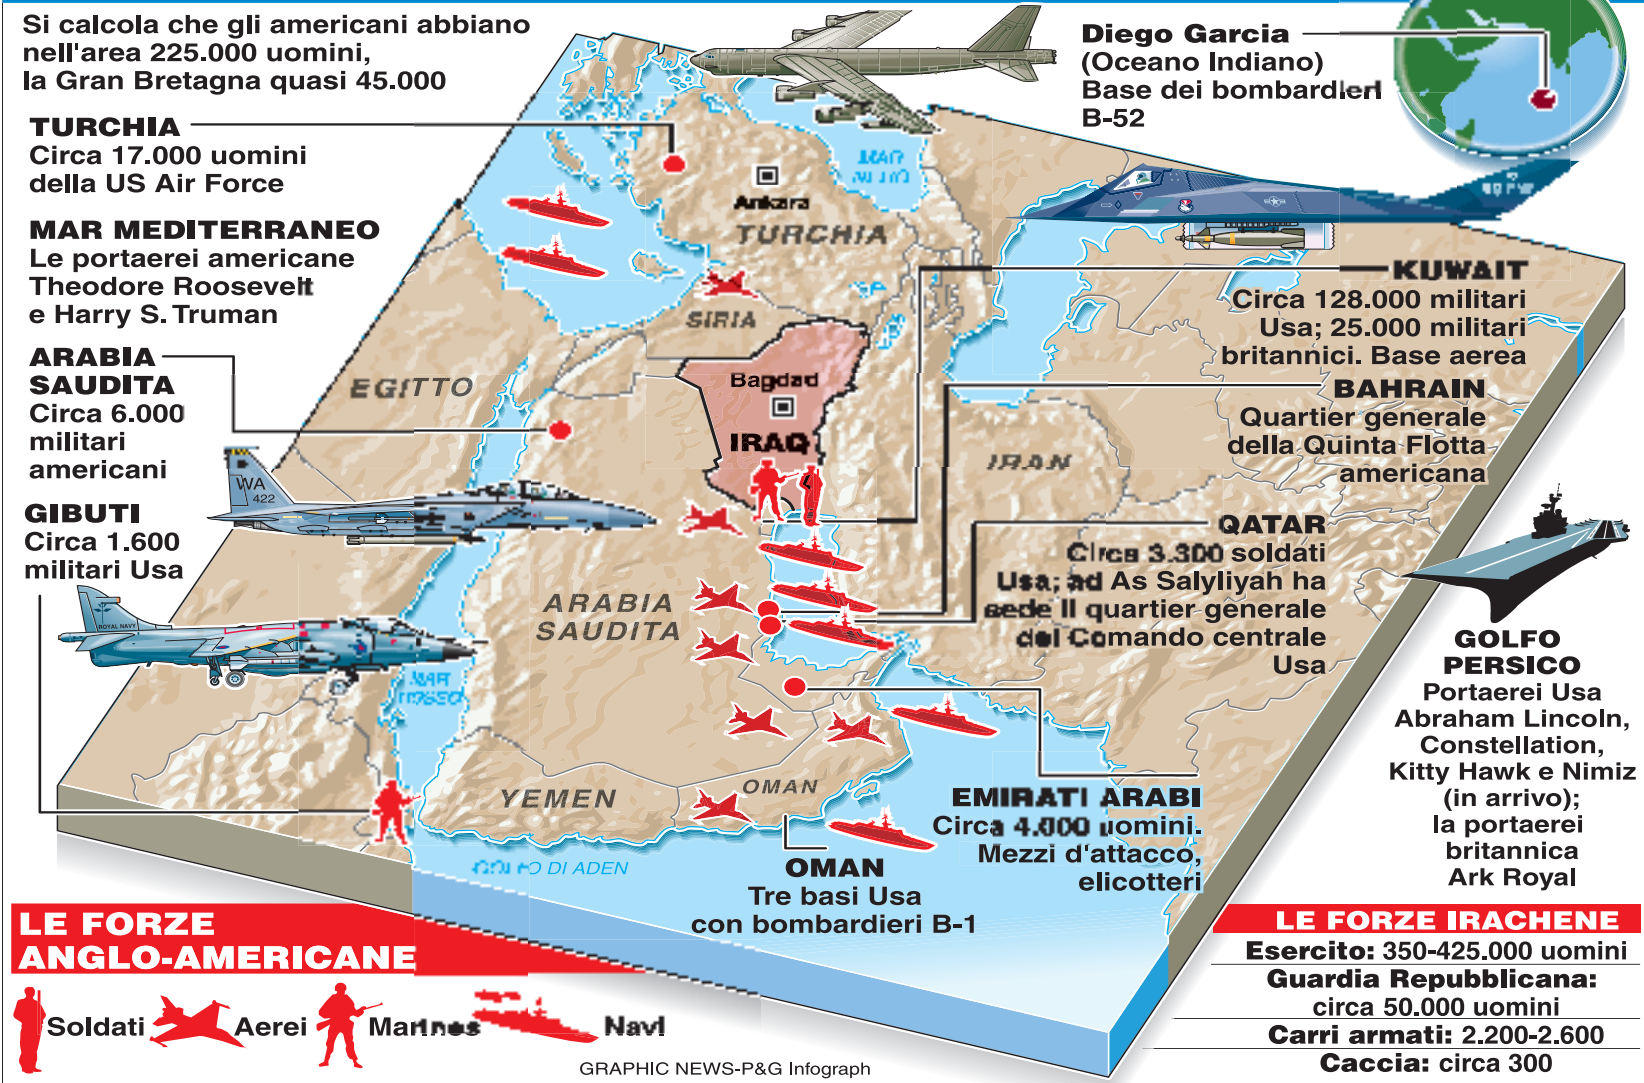 Si calcola che gli americani abbiano
nell'area 225.000 uomini,
la Gran Bretagna quasi 45.000
Diego Garcia
(Oceano Indiano)
Base dei bombardieri
B-52
TURCHIA
Circa 17.000 uomini
della US Air Force
MAR MEDITERRANEO
Le portaerei americane
Theodore Roosevelt
e Harry S. Truman
ARABIA
SAUDITA
Circa 6.000
militari
americani
GIBUTI
Circa 1.600
militari Usa
KUWAIT
Circa 128.000 militari
Usa; 25.000 militari
britannici. Base aerea
BAHRAIN
Quartier generale
della Quinta Flotta
americana
QATAR
Circa 3.300 soldati
Usa; ad As Salyliyah ha
sede il quartier generale
del Comando centrale
Usa
GOLFO
PERSICO
Portaerei Usa
Abraham Lincoln,
Constellation,
Kitty Hawk e Nimiz
(in arrivo);
la portaerei
britannica
Ark Royal
EMIRATI ARABI
Circa 4.000 uomini.
Mezzi d'attacco,
elicotteri
OMAN
Tre basi Usa
con bombardieri B-1
MAR
Ankara
TURCHIA
SIRIA
EGITTO
Bagdad
IRAQ
IRAN
ARABIA
SAUDITA
MAR
ROSSO
YEMEN
OMAN
GOLFO DI ADEN
WA
422
ROYAL NAVY
LE FORZE
ANGLO-AMERICANE
Soldati Aerei Marines Navi
GRAPHIC NEWS-P&G Infograph
LE FORZE IRACHENE
Esercito: 350-425.000 uomini
Guardia Repubblicana:
circa 50.000 uomini
Carri armati: 2.200-2.600
Caccia: circa 300